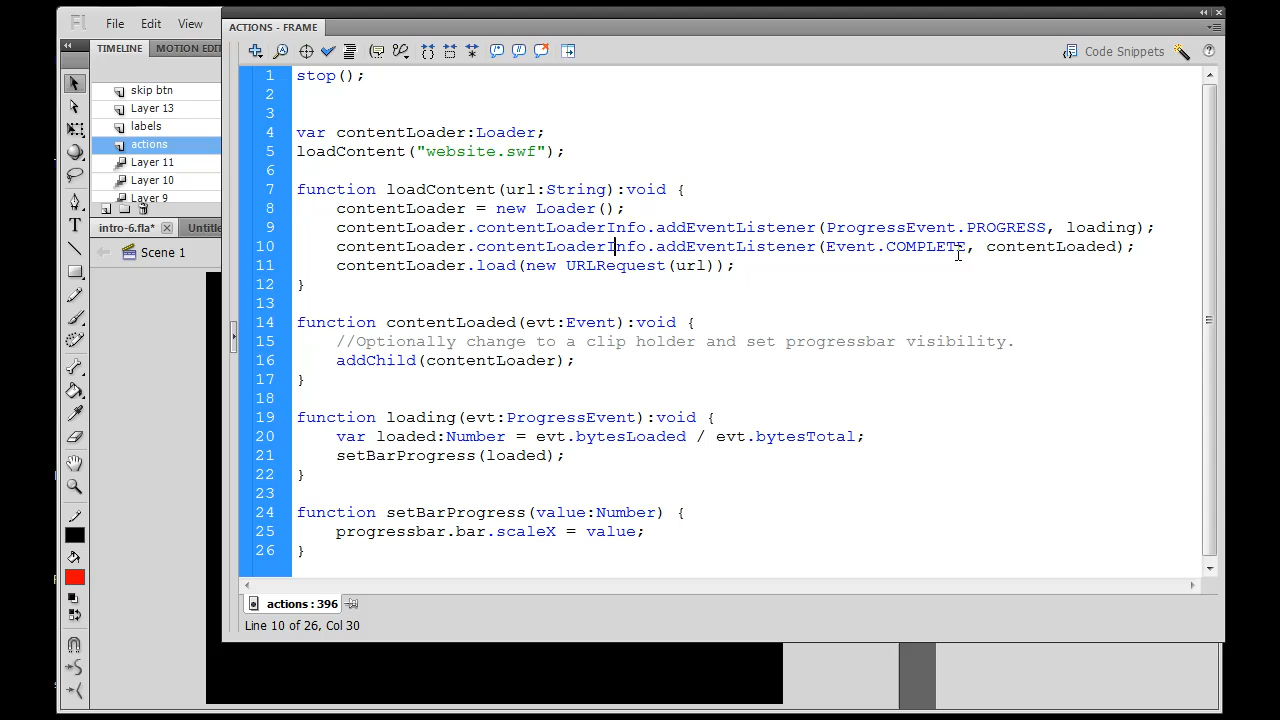 Fl File Edit View
ACTIONS - FRAME
TIMELINE MOTION EDI
Code Snippets
skip btn
Layer 13
labels
actions
Layer 11
Layer 10
Layer 9
intro-6.fla* Untitle
Scene 1
1 stop();
2
3
4 var contentLoader:Loader;
5 loadContent("website.swf");
6
7 function loadContent(url:String):void {
8 contentLoader = new Loader();
9 contentLoader.contentLoaderInfo.addEventListener(ProgressEvent.PROGRESS, loading);
10 contentLoader.contentLoaderInfo.addEventListener(Event.COMPLETE, contentLoaded);
11 contentLoader.load(new URLRequest(url));
12 }
13
14 function contentLoaded(evt:Event):void {
15 //Optionally change to a clip holder and set progressbar visibility.
16 addChild(contentLoader);
17 }
18
19 function loading(evt:ProgressEvent):void {
20 var loaded:Number = evt.bytesLoaded / evt.bytesTotal;
21 setBarProgress(loaded);
22 }
23
24 function setBarProgress(value:Number) {
25 progressbar.bar.scaleX = value;
26 }
actions : 396
Line 10 of 26, Col 30